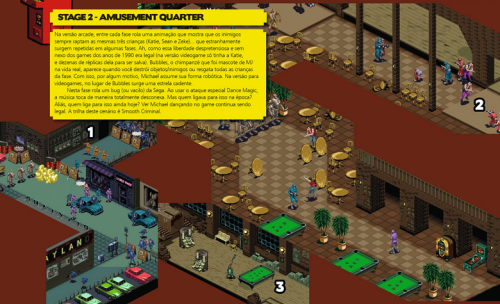 STAGE 2 - AMUSEMENT QUARTER
Na versão arcade, entre cada fase rola uma animação que mostra que os inimigos
sempre raptam as mesmas três crianças (Katie, Sean e Zeke)... que estranhamente
surgem repetidas em algumas fases. Ah, como essa liberdade despretensiosa e sem
nexo dos games dos anos de 1990 era legal (na versão videogame só tinha a Katie,
e dezenas de réplicas dela para ser salva). Bubbles, o chimpanzé que foi mascote de MJ
na vida real, aparece quando você destrói objetos/inimigos ou resgata todas as crianças
da fase. Com isso, por algum motivo, Michael assume sua forma robótica. Na versão para
videogames, no lugar de Bubbles surge uma estrela cadente
Nesta fase rola um bug (ou vacilo) da Sega. Ao usar o ataque especial Dance Magic,
a música toca de maneira totalmente desconexa. Mas quem ligava para isso na época?
Aliás, quem liga para isso ainda hoje? Ver Michael dançando no game continua sendo
legal. A trilha deste cenário é Smooth Criminal.
1
2
3
YLAND